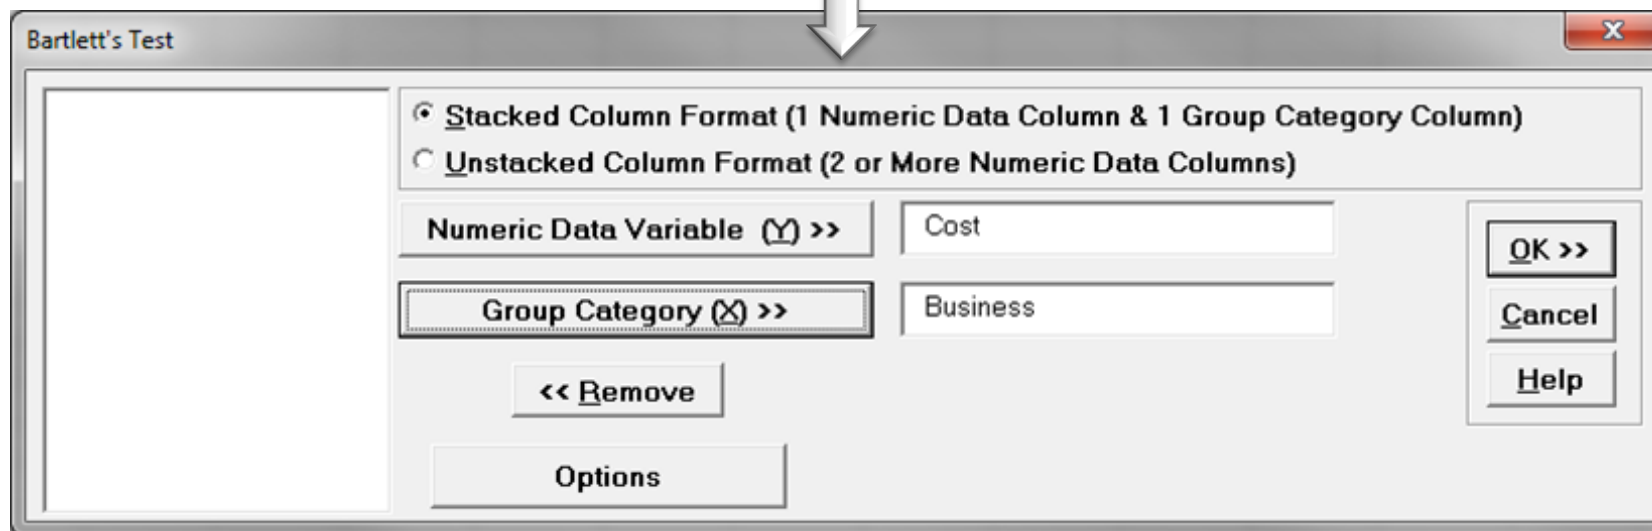 Bartlett's Test
x
Stacked Column Format (1 Numeric Data Column & 1 Group Category Column)
Unstacked Column Format (2 or More Numeric Data Columns)
Numeric Data Variable (Y) >>
Cost
Group Category (X) >>
Business
<< Remove
Options
OK >>
Cancel
Help